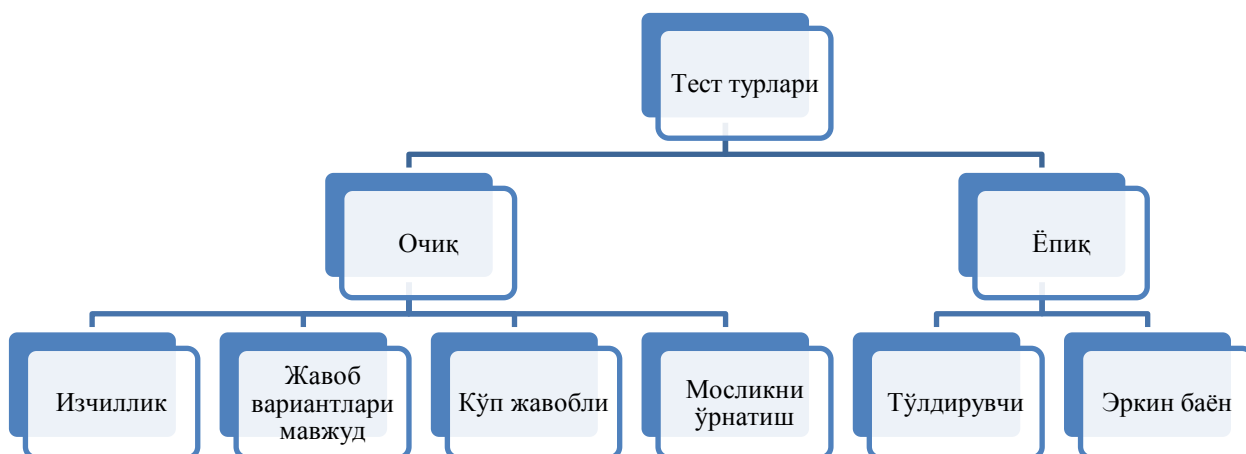 Тест турлари
Очиқ
Ёпиқ
Изчиллик
Жавоб
вариантлари
мавжуд
Кўп жавобли
Мосликни
ўрнатиш
Тўлдирувчи
Эркин баён